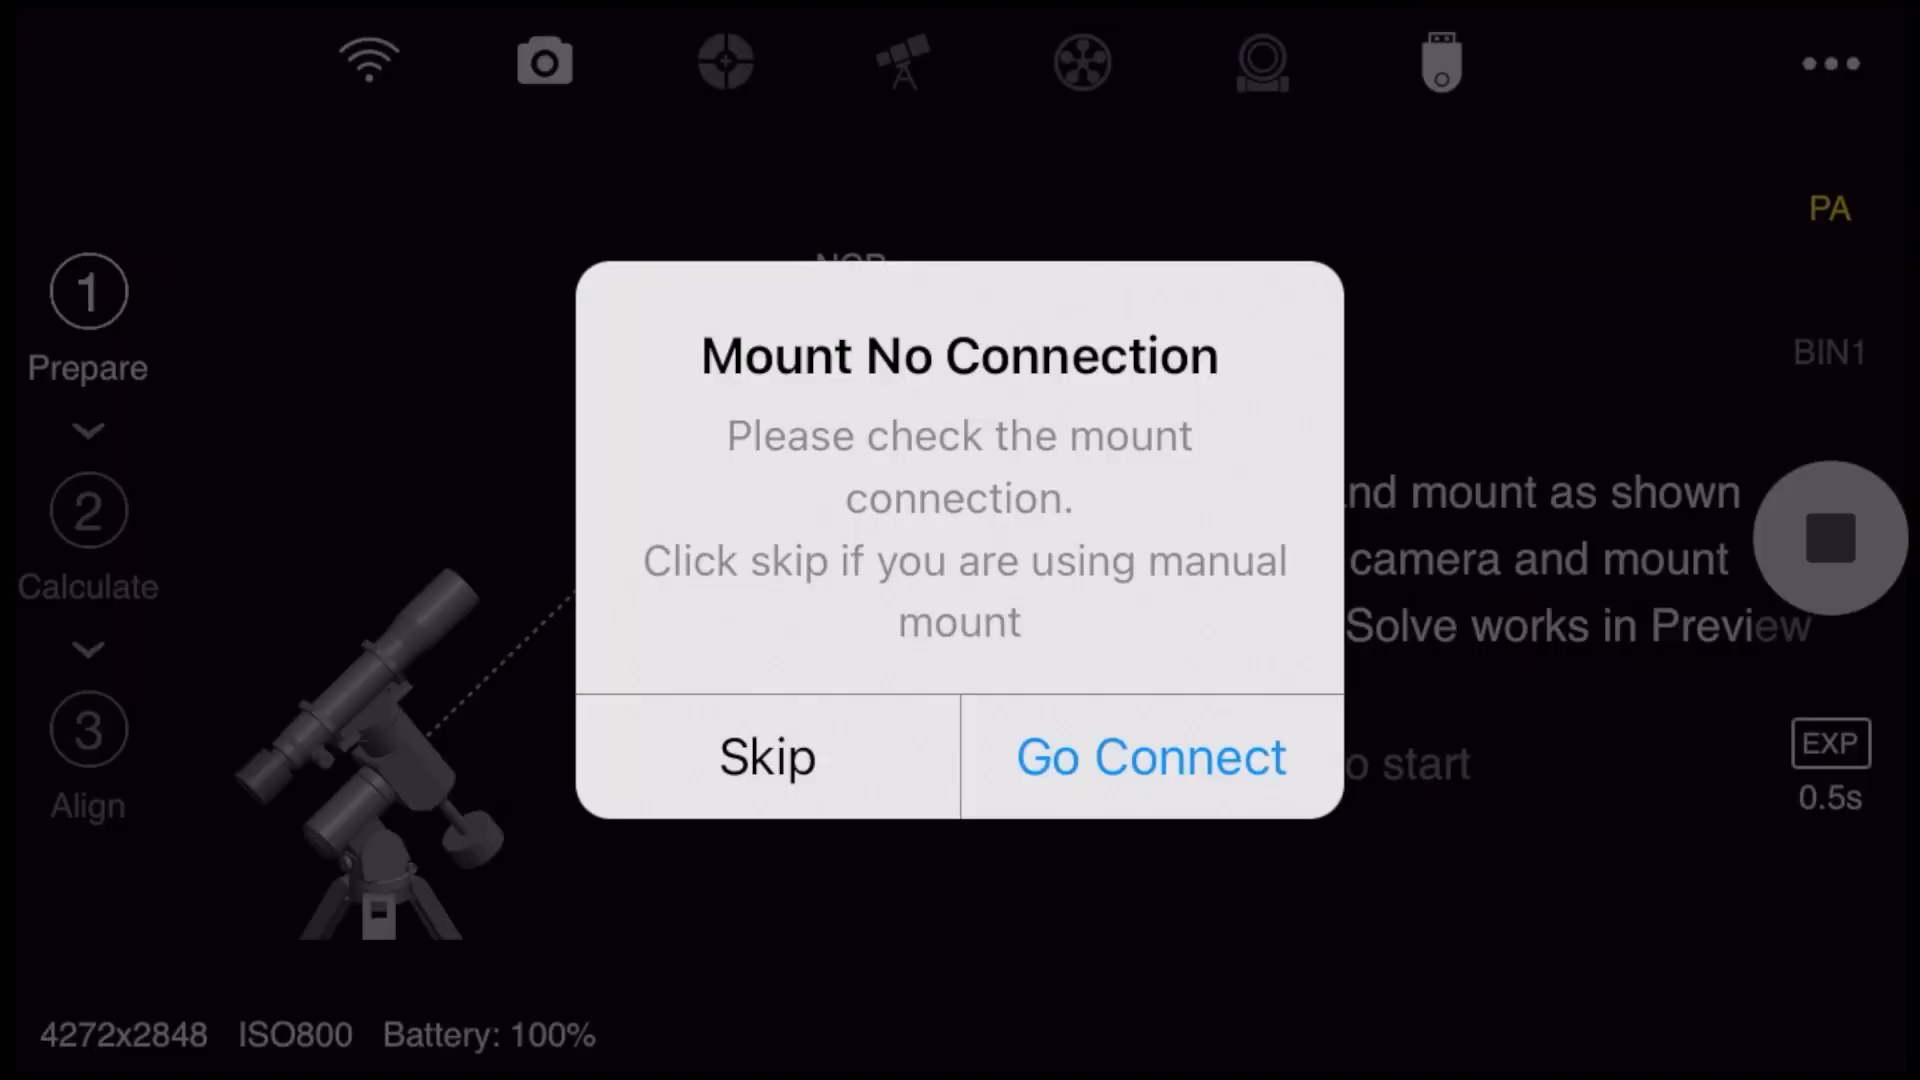 PA
1
Prepare
BIN1
Mount No Connection
Please check the mount
connection.
Click skip if you are using manual
mount
Skip
Go Connect
nd mount as shown
camera and mount
Solve works in Preview
o start
2
Calculate
3
Align
EXP
0.5s
4272x2848 ISO800 Battery: 100%